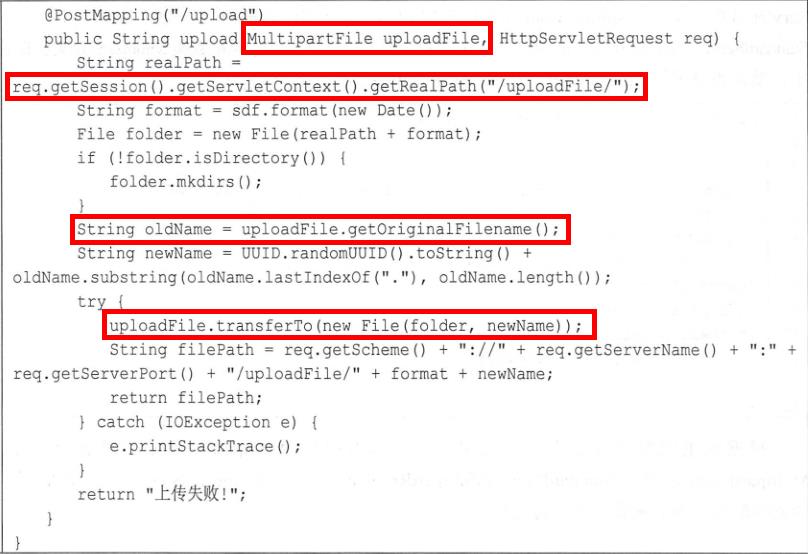 @PostMapping("/upload")
public String upload(MultipartFile uploadFile, HttpServletRequest req) {
String realPath =
req.getSession().getServletContext().getRealPath("/uploadFile/");
String format = sdf.format(new Date());
File folder = new File(realPath + format);
if (!folder.isDirectory()) {
folder.mkdirs();
}
String oldName = uploadFile.getOriginalFilename();
String newName = UUID.randomUUID().toString() +
oldName.substring(oldName.lastIndexOf("."), oldName.length());
try {
uploadFile.transferTo(new File(folder, newName));
String filePath = req.getScheme() + "://" + req.getServerName() + ":" +
req.getServerPort() + "/uploadFile/" + format + newName;
return filePath;
} catch (IOException e) {
e.printStackTrace();
}
return "上传失败!";
}
}